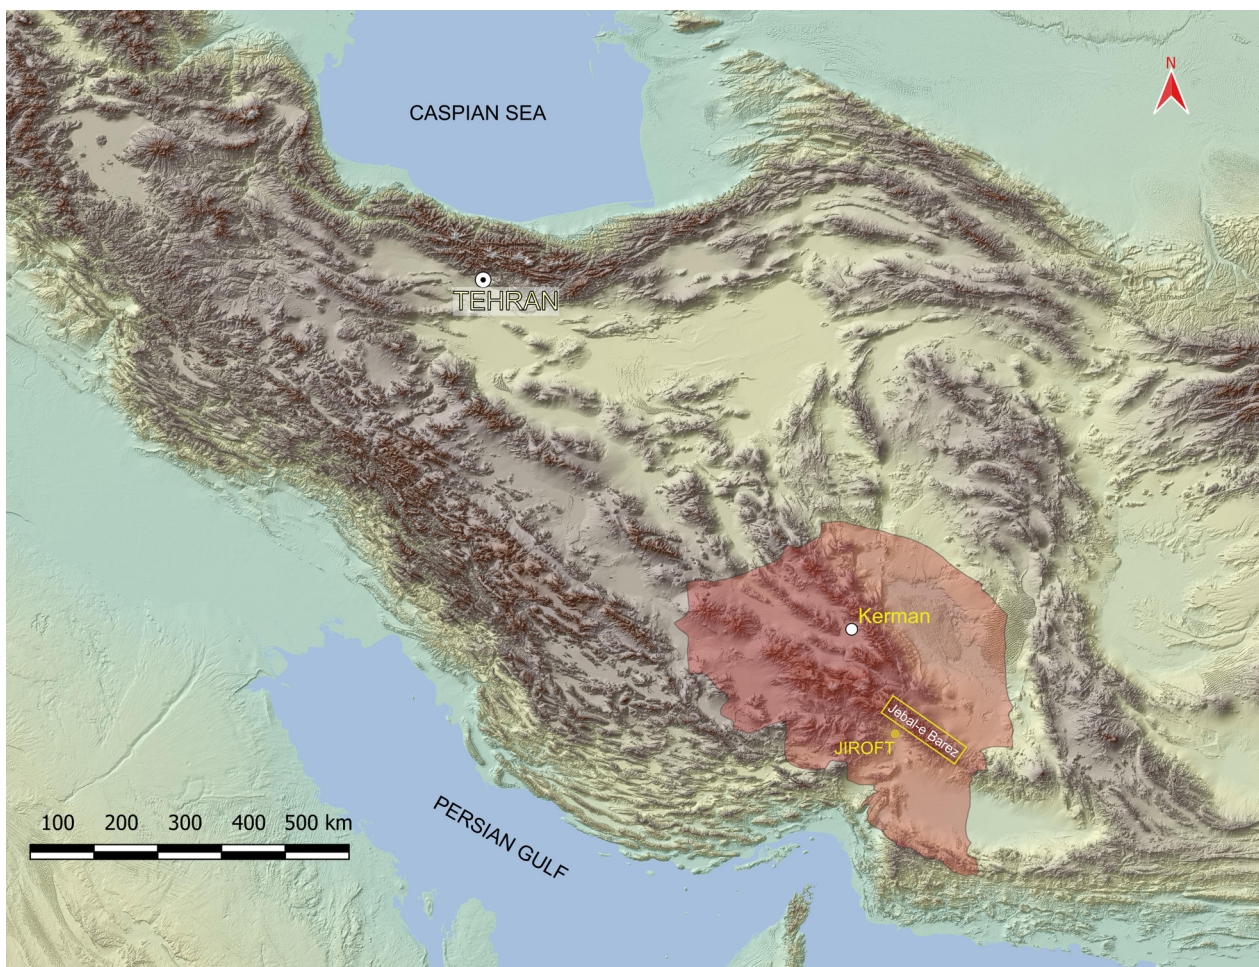 N
CASPIAN SEA
TEHRAN
Kerman
Jebal-e Barez
JIROFT
100 200 300 400 500 km
PERSIAN GULF